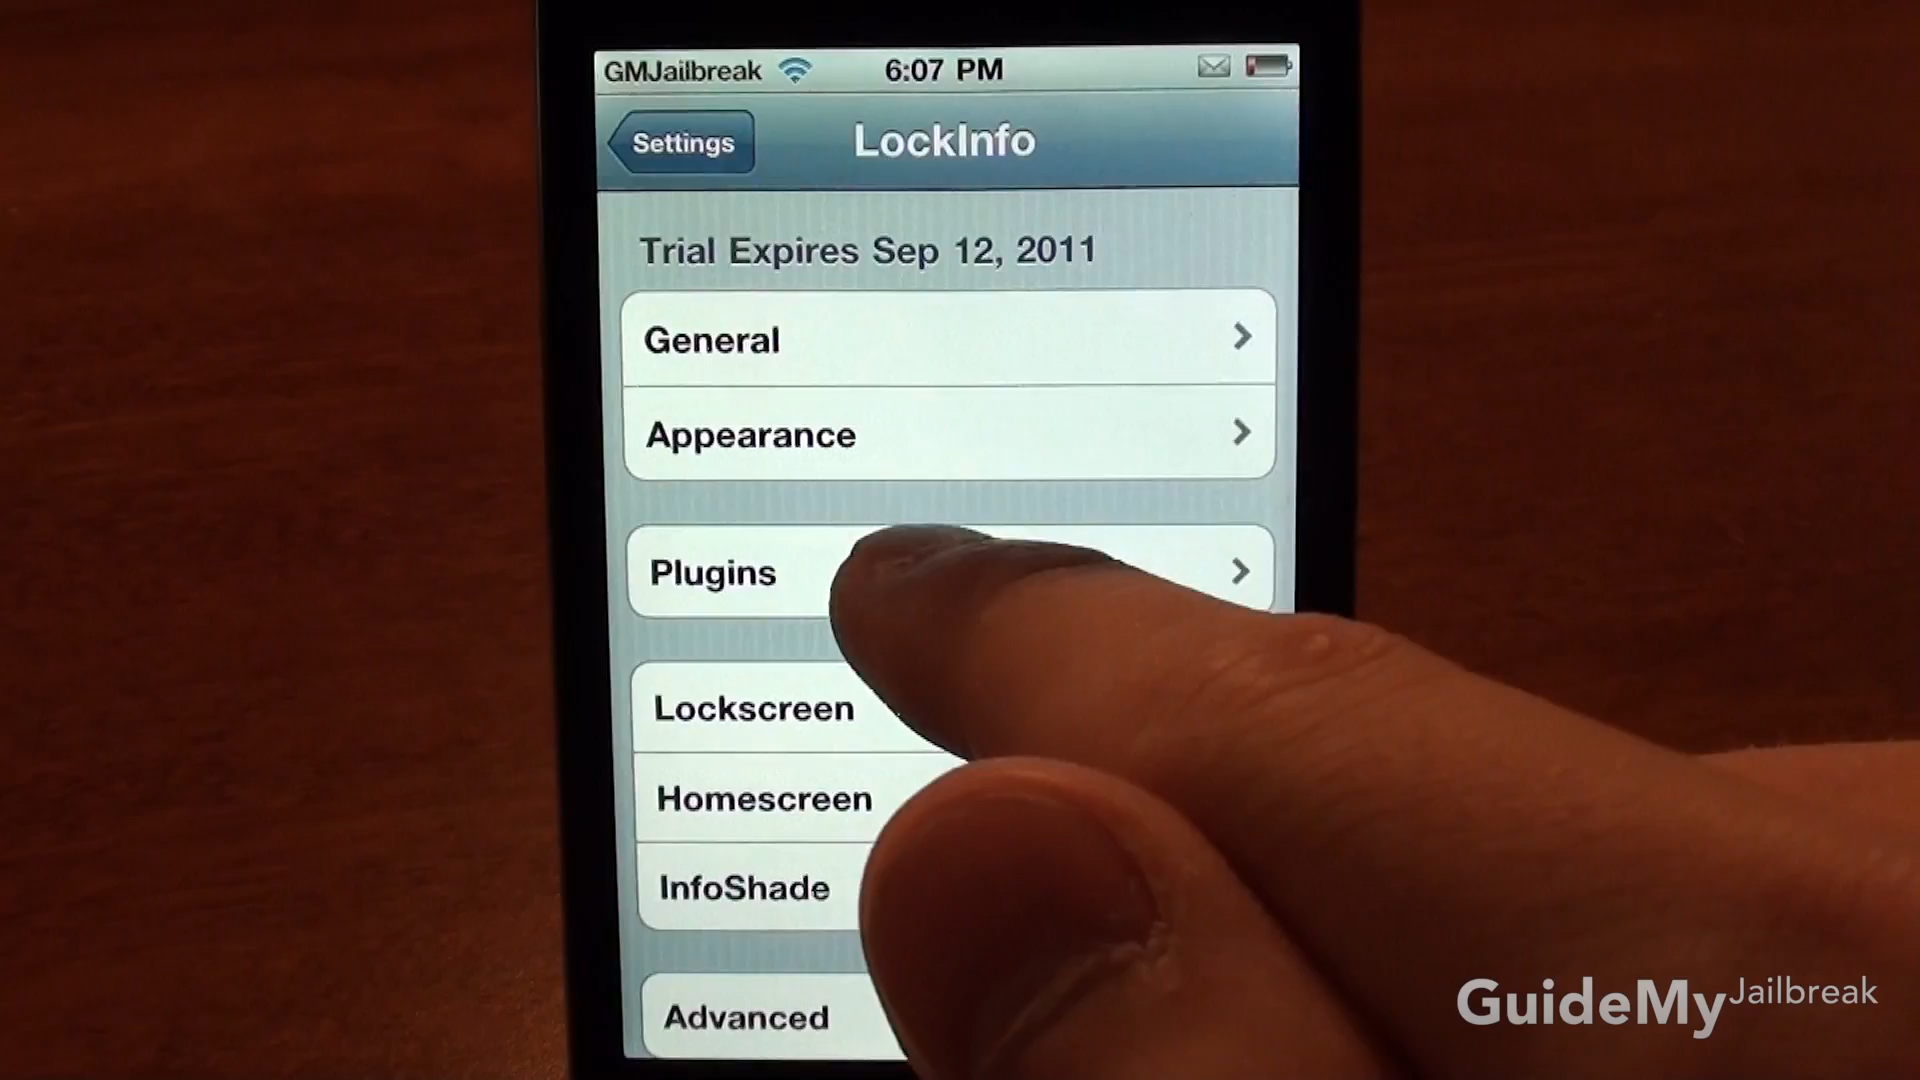 GMJailbreak 6:07 PM
Settings LockInfo
Trial Expires Sep 12, 2011
General
Appearance
Plugins
Lockscreen
Homescreen
InfoShade
Advanced
GuideMyJailbreak